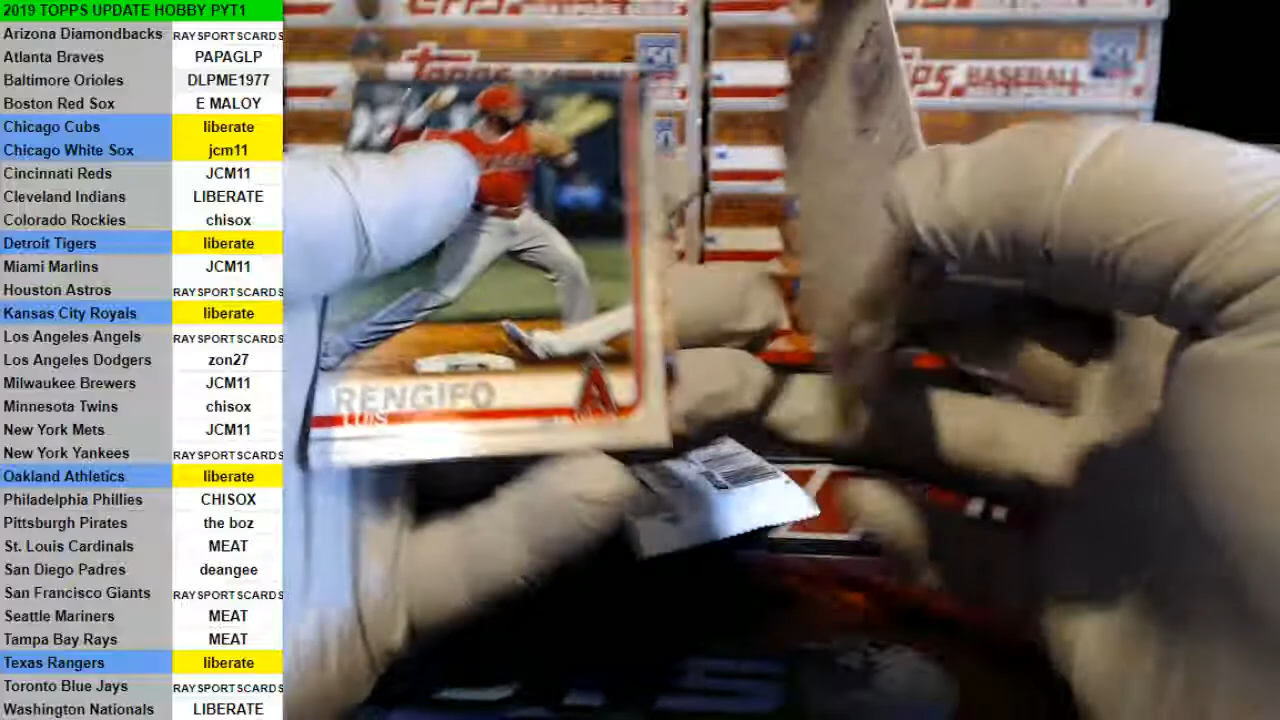 2019 TOPPS UPDATE HOBBY PYT1
Arizona Diamondbacks RAYSPORTSCARDS
Atlanta Braves PAPAGLP
Baltimore Orioles DLPME1977
Boston Red Sox E MALOY
Chicago Cubs liberate
Chicago White Sox jcm11
Cincinnati Reds JCM11
Cleveland Indians LIBERATE
Colorado Rockies chisox
Detroit Tigers liberate
Miami Marlins JCM11
Houston Astros RAYSPORTSCARDS
Kansas City Royals liberate
Los Angeles Angels RAYSPORTSCARDS
Los Angeles Dodgers zon27
Milwaukee Brewers JCM11
Minnesota Twins chisox
New York Mets JCM11
New York Yankees RAYSPORTSCARDS
Oakland Athletics liberate
Philadelphia Phillies CHISOX
Pittsburgh Pirates the boz
St. Louis Cardinals MEAT
San Diego Padres deangee
San Francisco Giants RAYSPORTSCARDS
Seattle Mariners MEAT
Tampa Bay Rays MEAT
Texas Rangers liberate
Toronto Blue Jays RAYSPORTSCARDS
Washington Nationals LIBERATE
Topps
BASEBALL
RENGIFO
LUIS
A